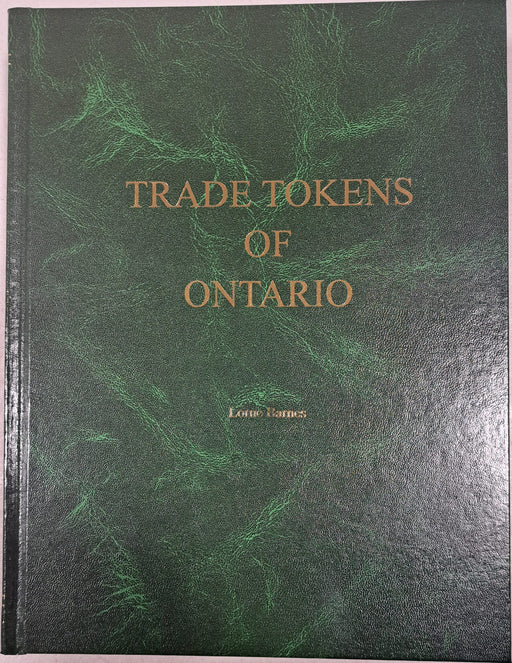 TRADE TOKENS
OF
ONTARIO
Lorne Barnes